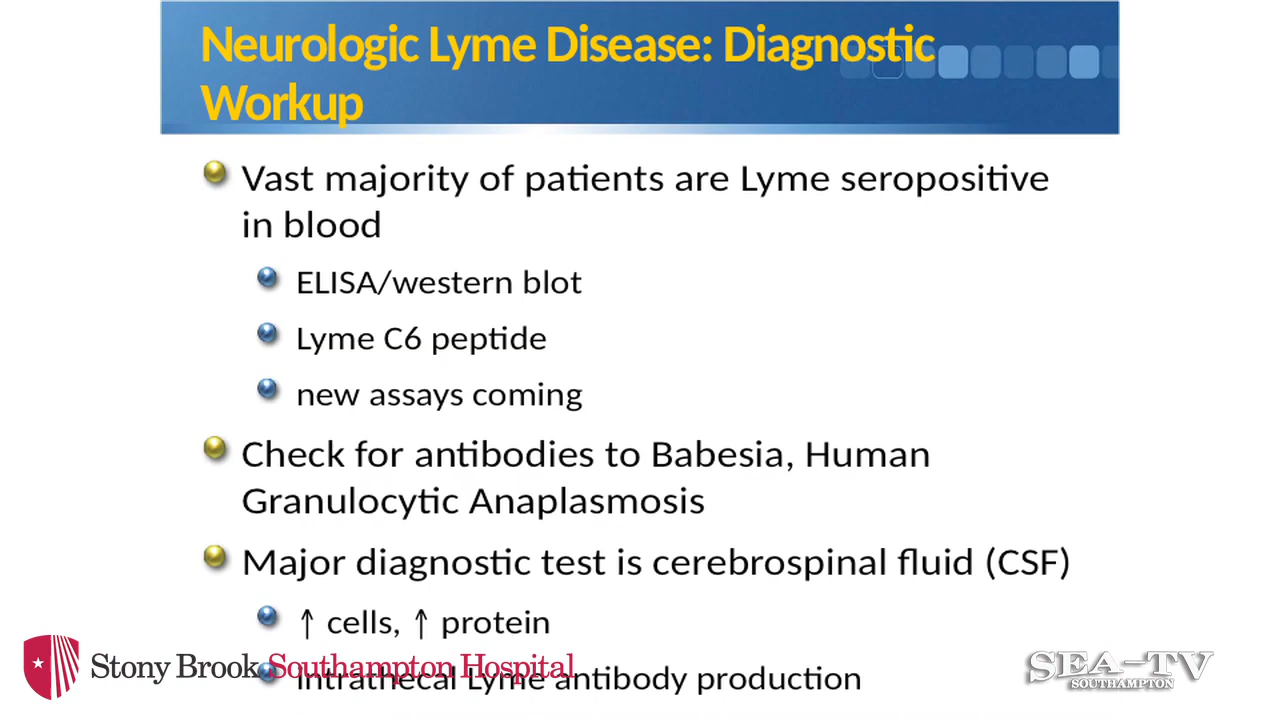 Neurologic Lyme Disease: Diagnostic
Workup
Vast majority of patients are Lyme seropositive
in blood
ELISA/western blot
Lyme C6 peptide
new assays coming
Check for antibodies to Babesia, Human
Granulocytic Anaplasmosis
Major diagnostic test is cerebrospinal fluid (CSF)
↑ cells, ↑ protein
intrathecal Lyme antibody production
Stony Brook Southampton Hospital
SEA-TV
SOUTHAMPTON